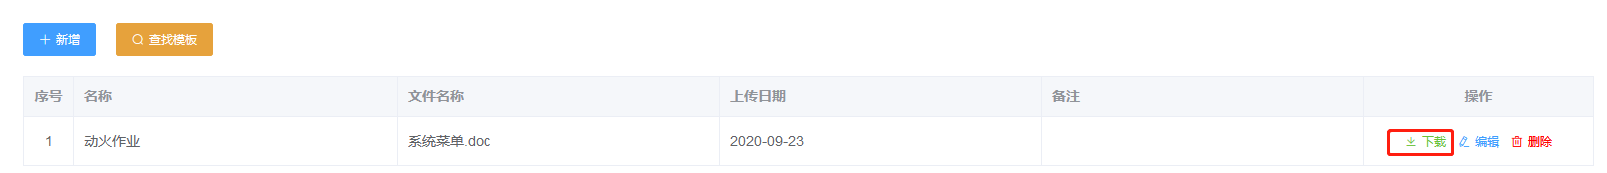 新增 查找模板
序号 名称 文件名称 上传日期 备注 操作
1 动火作业 系统菜单.doc 2020-09-23 下载 编辑 删除